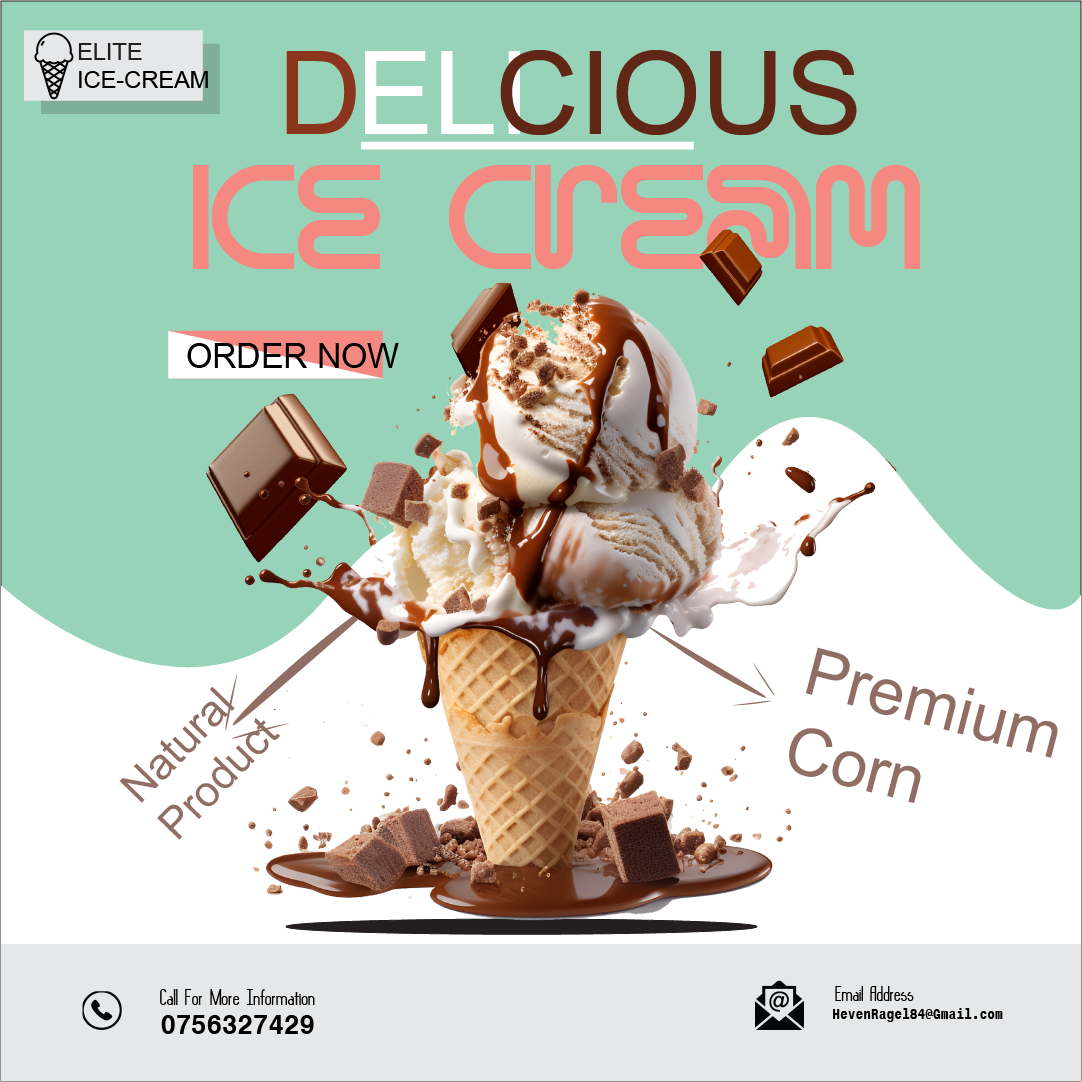 ELITE
ICE-CREAM
DELICIOUS
ICE CREAM
ORDER NOW
Natural
Product
Premium
Corn
Call For More Information
0756327429
Email Address
HevenRagel84@Gmail.com